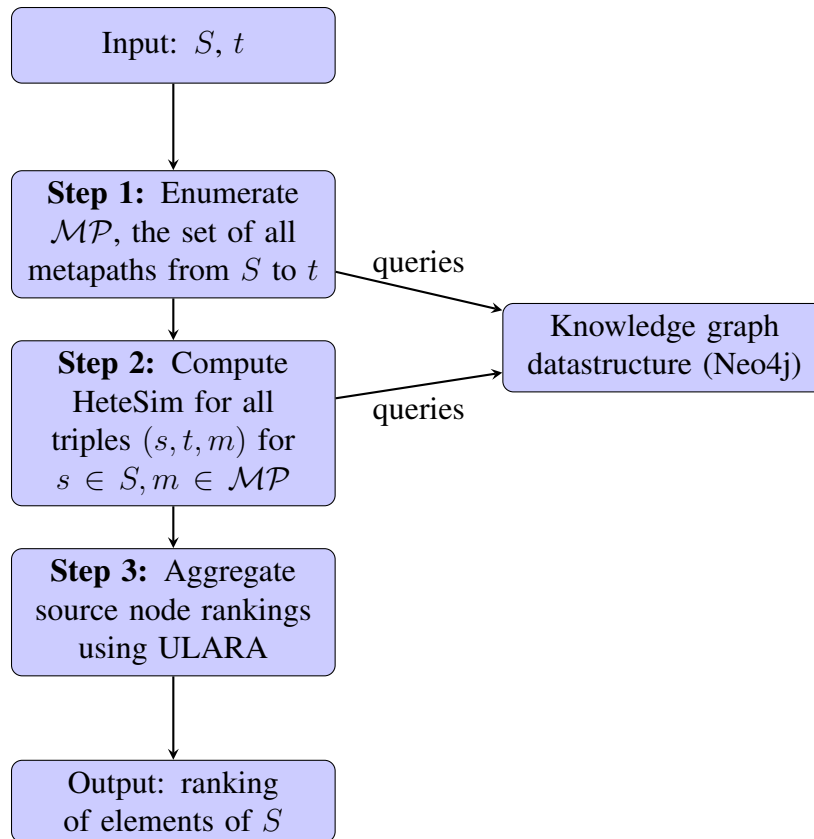 Input: S, t
Step 1: Enumerate
MP, the set of all
metapaths from S to t
queries
Knowledge graph
datastructure (Neo4j)
Step 2: Compute
HeteSim for all
triples (s, t, m) for
s ∈ S, m ∈ MP
queries
Step 3: Aggregate
source node rankings
using ULARA
Output: ranking
of elements of S